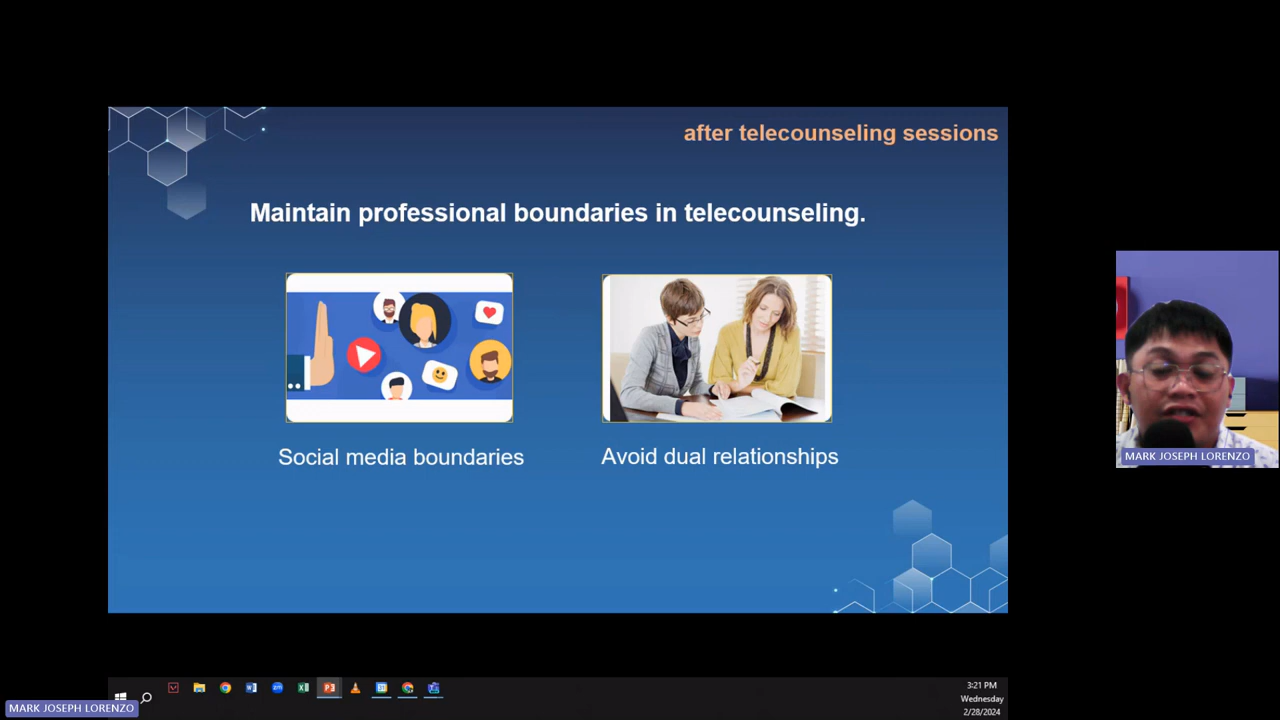 after telecounseling sessions
Maintain professional boundaries in telecounseling.
Social media boundaries
Avoid dual relationships
MARK JOSEPH LORENZO
3:21 PM
Wednesday
2/28/2024
MARK JOSEPH LORENZO